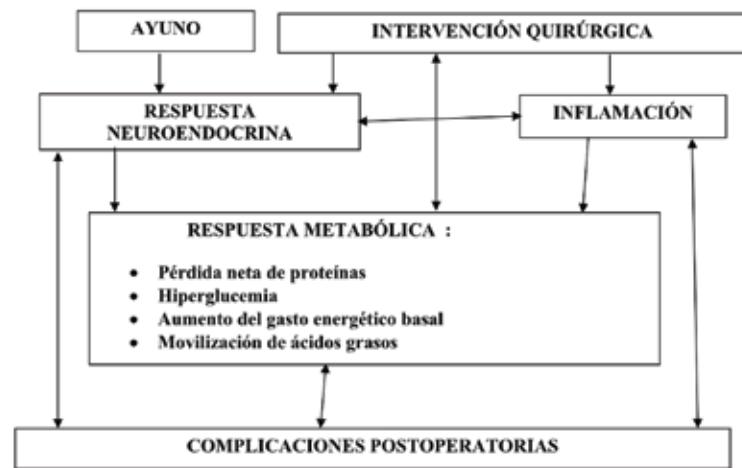 AYUNO
INTERVENCIÓN QUIRÚRGICA
RESPUESTA
NEUROENDOCRINA
INFLAMACIÓN
RESPUESTA METABÓLICA :
• Pérdida neta de proteínas
• Hiperglucemia
• Aumento del gasto energético basal
• Movilización de ácidos grasos
COMPLICACIONES POSTOPERATORIAS